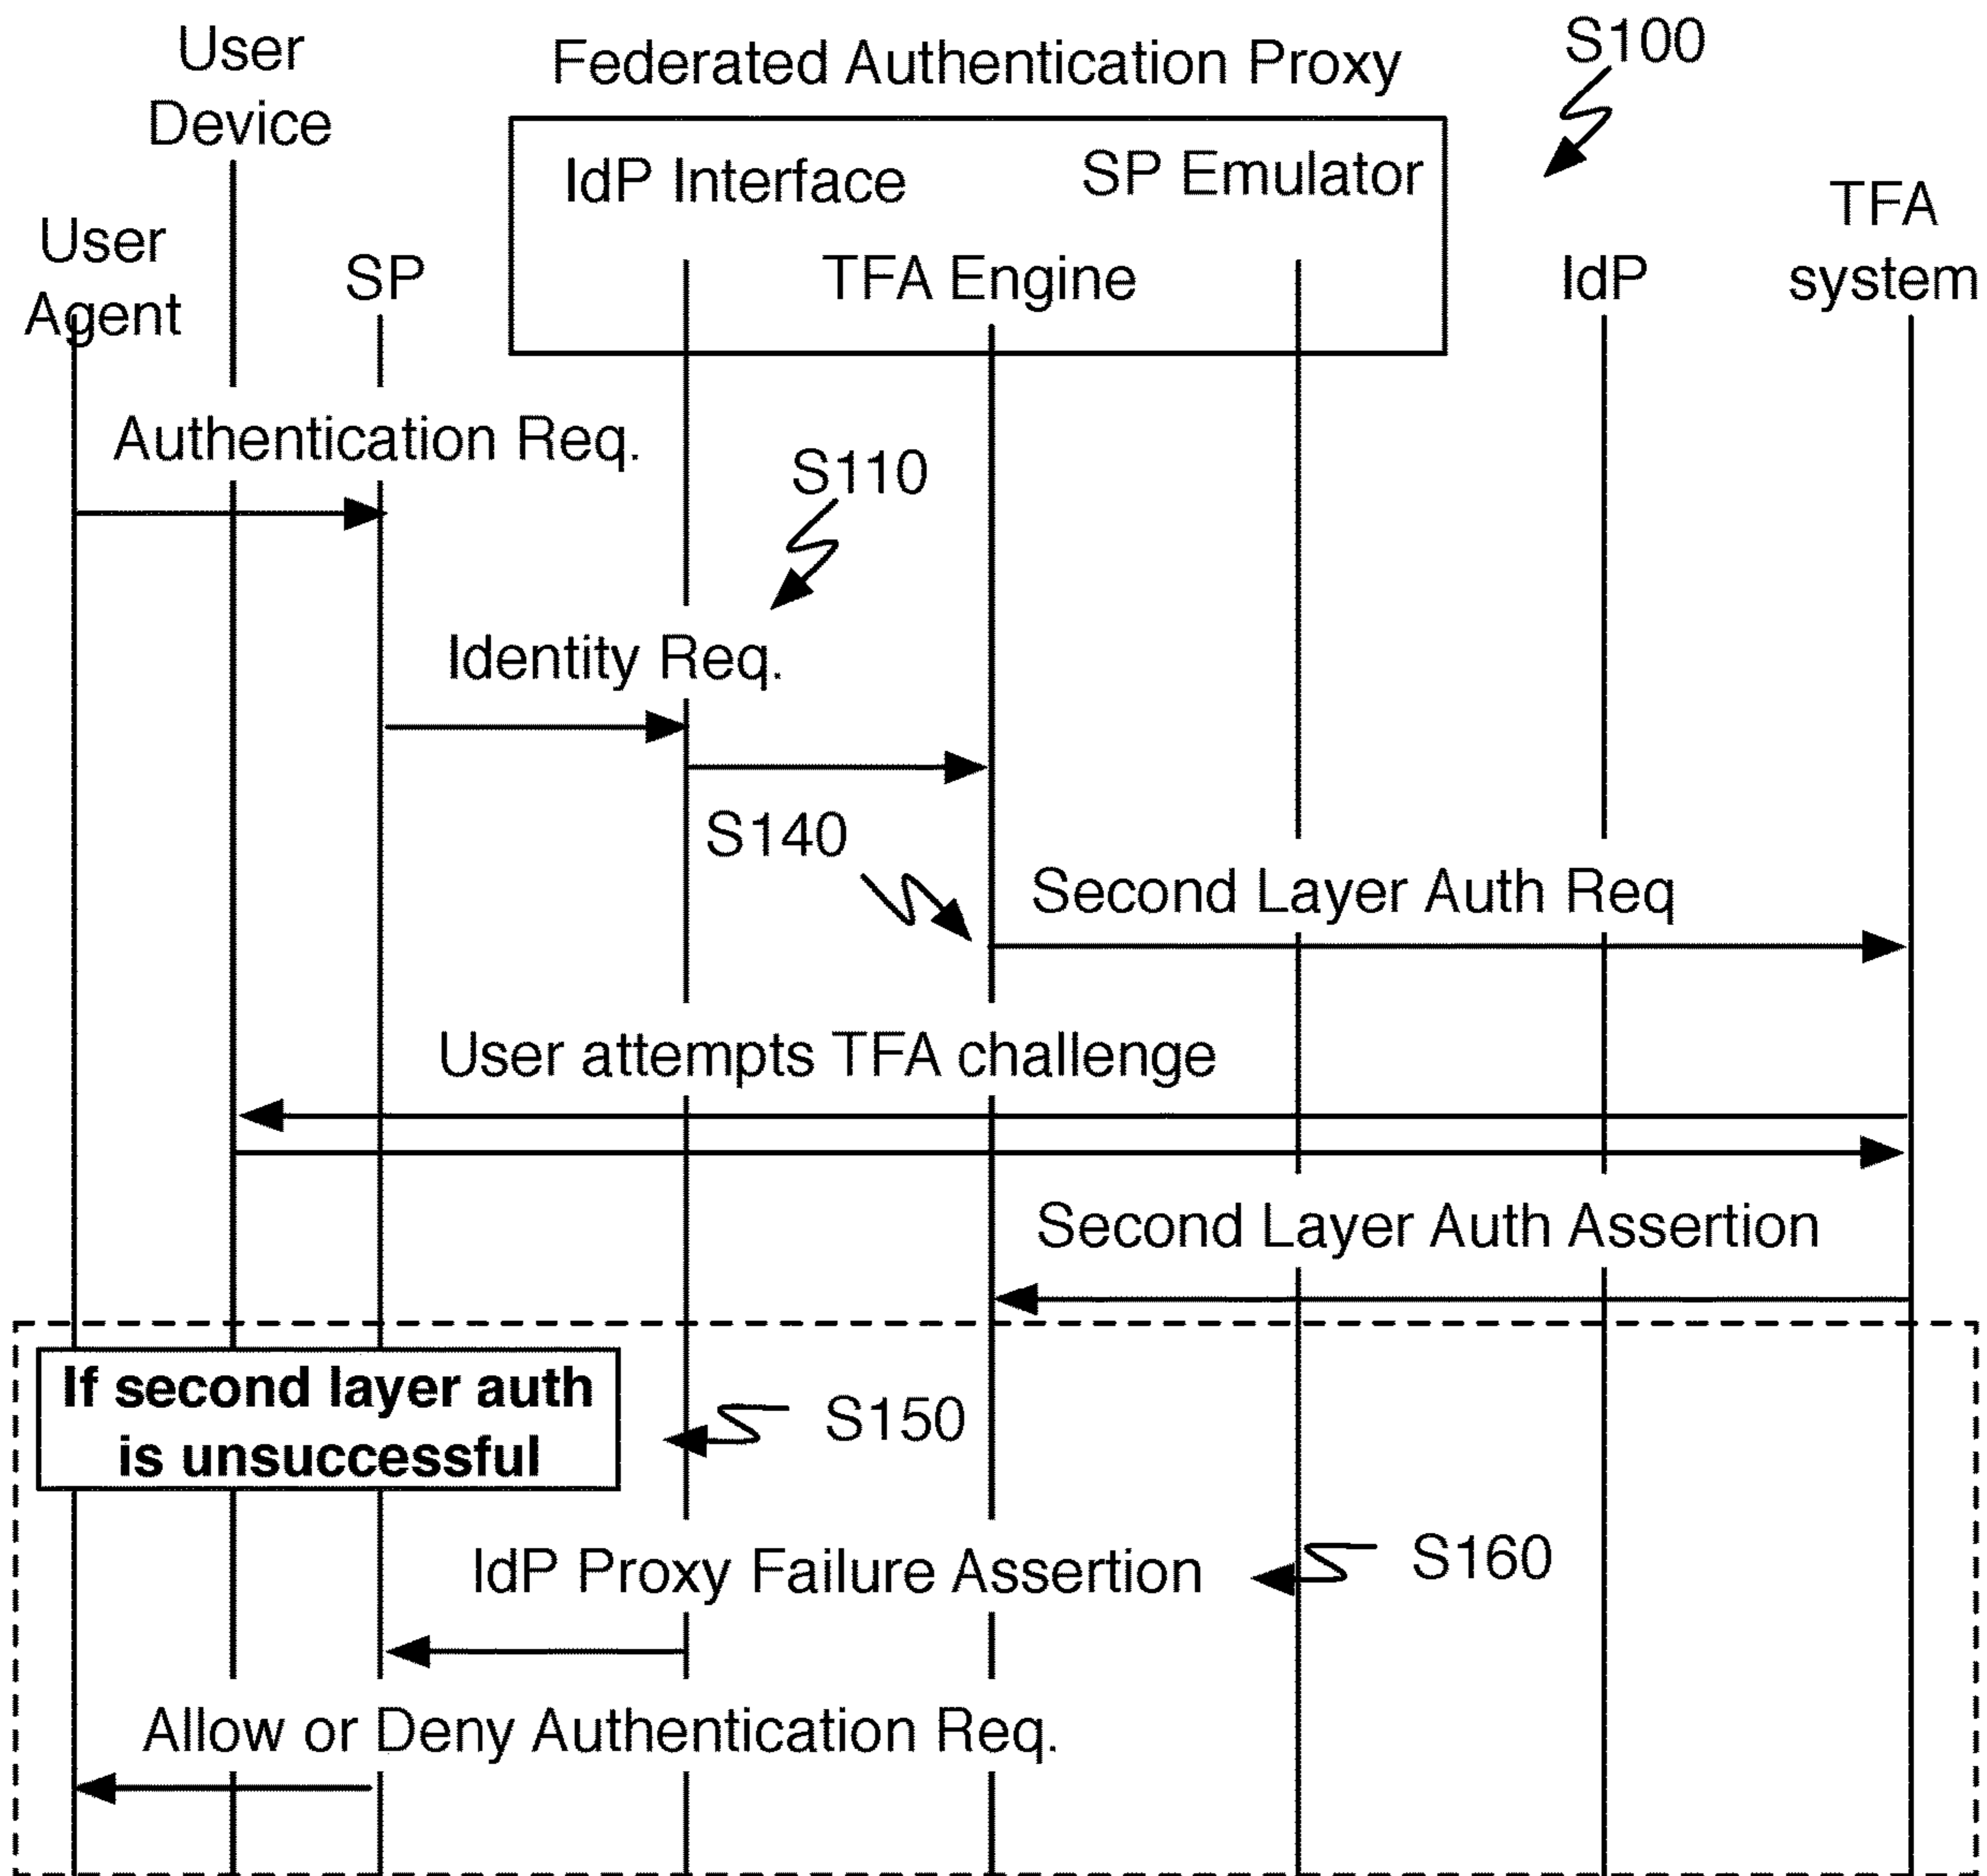 User
Device
Federated Authentication Proxy
S100
IdP Interface
SP Emulator
TFA
system
User
Agent
SP
TFA Engine
IdP
Authentication Req.
S110
Identity Req.
S140
Second Layer Auth Req
User attempts TFA challenge
Second Layer Auth Assertion
If second layer auth
is unsuccessful
S150
IdP Proxy Failure Assertion
S160
Allow or Deny Authentication Req.